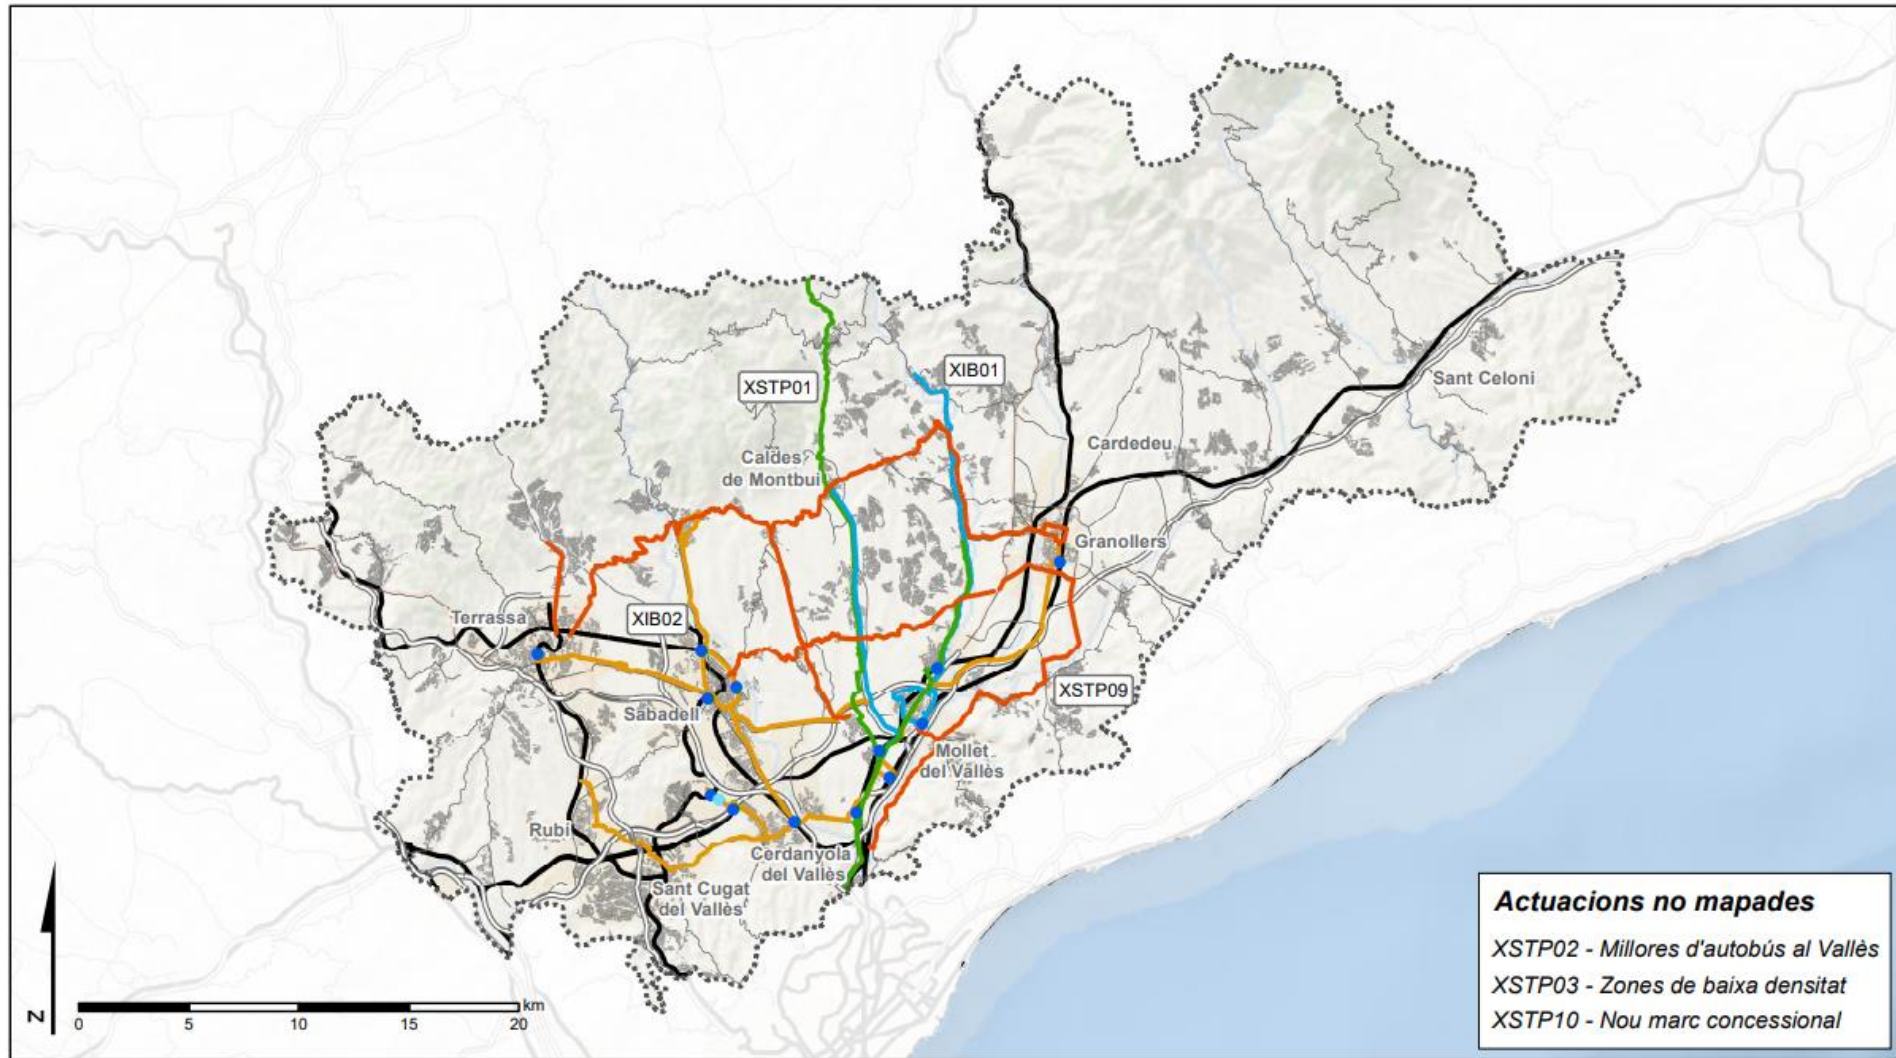 XIB01
XSTP01
Sant Celoni
Cardedeu
Caldes
de Montbui
Granollers
Terrassa
XIB02
XSTP09
Sabadell
Mollet
del Vallès
Rubí
Cerdanyola
del Vallès
Sant Cugat
del Vallès
Actuacions no mapades
XSTP02 - Millores d'autobús al Vallès
XSTP03 - Zones de baixa densitat
XSTP10 - Nou marc concessional
N
km
0 5 10 15 20